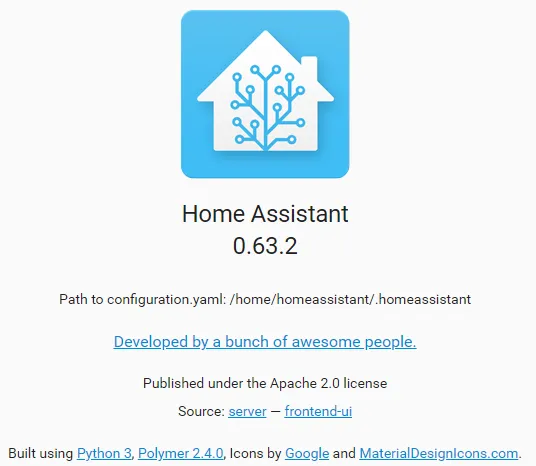 Home Assistant
0.63.2
Path to configuration.yaml: /home/homeassistant/.homeassistant
Developed by a bunch of awesome people.
Published under the Apache 2.0 license
Source: server — frontend-ui
Built using Python 3, Polymer 2.4.0, Icons by Google and MaterialDesignIcons.com.